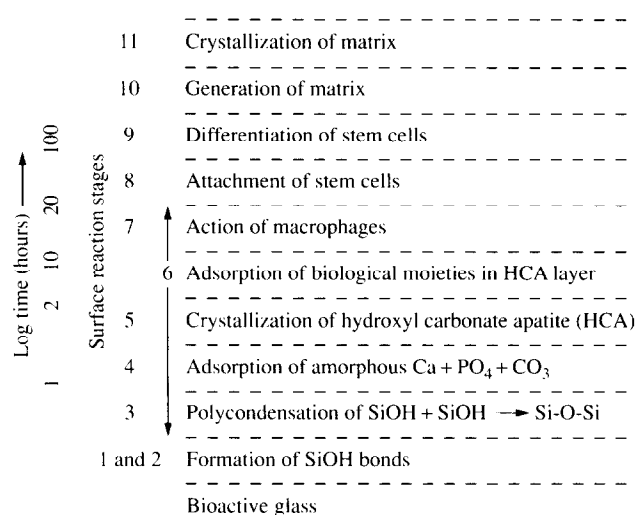 11 Crystallization of matrix
10 Generation of matrix
9 Differentiation of stem cells
8 Attachment of stem cells
7 Action of macrophages
6 Adsorption of biological moieties in HCA layer
5 Crystallization of hydroxyl carbonate apatite (HCA)
4 Adsorption of amorphous Ca + PO₄ + CO₃
3 Polycondensation of SiOH + SiOH → Si-O-Si
1 and 2 Formation of SiOH bonds
Bioactive glass
Log time (hours) →
1 2 10 20 100
Surface reaction stages